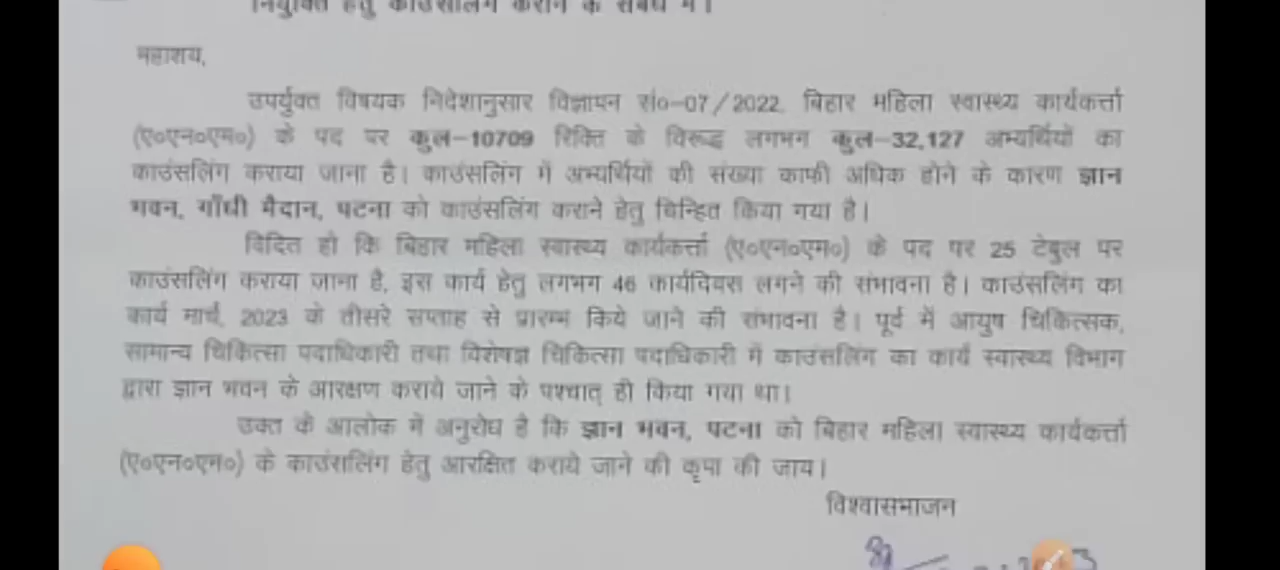 नियुक्ति हेतु काउंसलिंग कराने के संबंध में।
महाशय,
उपर्युक्त विषयक निदेशानुसार विज्ञापन सं०-07/2022, बिहार महिला स्वास्थ्य कार्यकर्त्ता
(ए०एन०एम०) के पद पर कुल-10709 रिक्ति के विरूद्ध लगभग कुल-32,127 अभ्यर्थियों का
काउंसलिंग कराया जाना है। काउंसलिंग में अभ्यर्थियों की संख्या काफी अधिक होने के कारण ज्ञान
भवन, गाँधी मैदान, पटना को काउंसलिंग कराने हेतु चिन्हित किया गया है।
विदित हो कि बिहार महिला स्वास्थ्य कार्यकर्त्ता (ए०एन०एम०) के पद पर 25 टेबुल पर
काउंसलिंग कराया जाना है, इस कार्य हेतु लगभग 46 कार्यदिवस लगने की संभावना है। काउंसलिंग का
कार्य मार्च, 2023 के तीसरे सप्ताह से प्रारम्भ किये जाने की संभावना है। पूर्व में आयुष चिकित्सक,
सामान्य चिकित्सा पदाधिकारी तथा विशेषज्ञ चिकित्सा पदाधिकारी में काउंसलिंग का कार्य स्वास्थ्य विभाग
द्वारा ज्ञान भवन के आरक्षण कराये जाने के पश्चात् ही किया गया था।
उक्त के आलोक में अनुरोध है कि ज्ञान भवन, पटना को बिहार महिला स्वास्थ्य कार्यकर्त्ता
(ए०एन०एम०) के काउंसलिंग हेतु आरक्षित कराये जाने की कृपा की जाय।
विश्वासभाजन